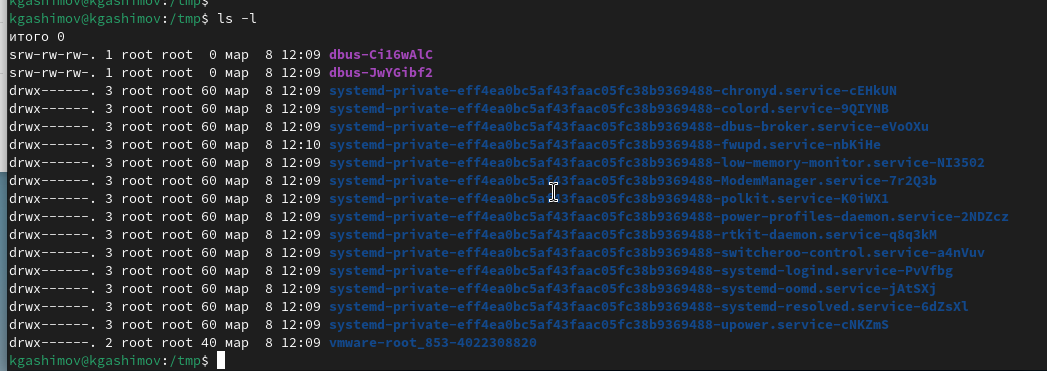 kgashimov@kgashimov:/tmp$
kgashimov@kgashimov:/tmp$ ls -l
итого 0
srw-rw-rw-. 1 root root  0 мар  8 12:09 dbus-Ci16wAlC
srw-rw-rw-. 1 root root  0 мар  8 12:09 dbus-JwYGibf2
drwx------. 3 root root 60 мар  8 12:09 systemd-private-eff4ea0bc5af43faac05fc38b9369488-chronyd.service-cEHkUN
drwx------. 3 root root 60 мар  8 12:09 systemd-private-eff4ea0bc5af43faac05fc38b9369488-colord.service-9QIYNB
drwx------. 3 root root 60 мар  8 12:09 systemd-private-eff4ea0bc5af43faac05fc38b9369488-dbus-broker.service-eVoOXu
drwx------. 3 root root 60 мар  8 12:10 systemd-private-eff4ea0bc5af43faac05fc38b9369488-fwupd.service-nbKiHe
drwx------. 3 root root 60 мар  8 12:09 systemd-private-eff4ea0bc5af43faac05fc38b9369488-low-memory-monitor.service-NI3502
drwx------. 3 root root 60 мар  8 12:09 systemd-private-eff4ea0bc5af43faac05fc38b9369488-ModemManager.service-7r2Q3b
drwx------. 3 root root 60 мар  8 12:09 systemd-private-eff4ea0bc5af43faac05fc38b9369488-polkit.service-K0iWX1
drwx------. 3 root root 60 мар  8 12:09 systemd-private-eff4ea0bc5af43faac05fc38b9369488-power-profiles-daemon.service-2NDZcz
drwx------. 3 root root 60 мар  8 12:09 systemd-private-eff4ea0bc5af43faac05fc38b9369488-rtkit-daemon.service-q8q3kM
drwx------. 3 root root 60 мар  8 12:09 systemd-private-eff4ea0bc5af43faac05fc38b9369488-switcheroo-control.service-a4nVuv
drwx------. 3 root root 60 мар  8 12:09 systemd-private-eff4ea0bc5af43faac05fc38b9369488-systemd-logind.service-PvVfbg
drwx------. 3 root root 60 мар  8 12:09 systemd-private-eff4ea0bc5af43faac05fc38b9369488-systemd-oomd.service-jAtSXj
drwx------. 3 root root 60 мар  8 12:09 systemd-private-eff4ea0bc5af43faac05fc38b9369488-systemd-resolved.service-6dZsXl
drwx------. 3 root root 60 мар  8 12:09 systemd-private-eff4ea0bc5af43faac05fc38b9369488-upower.service-cNKZmS
drwx------. 2 root root 40 мар  8 12:09 vmware-root_853-4022308820
kgashimov@kgashimov:/tmp$